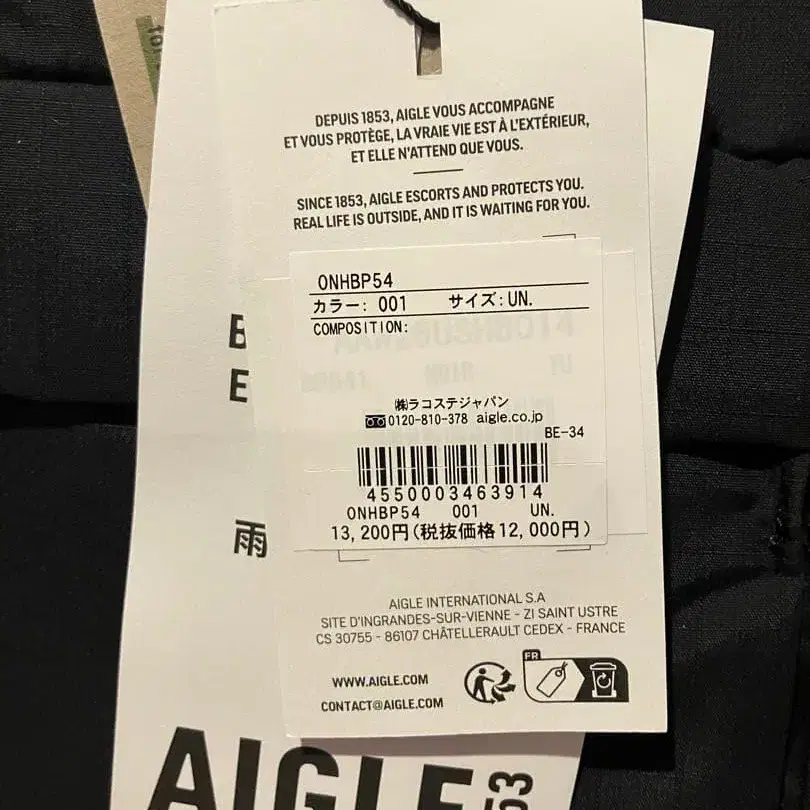 DEPUIS 1853, AIGLE VOUS ACCOMPAGNE
ET VOUS PROTÈGE, LA VRAIE VIE EST À L'EXTÉRIEUR,
ET ELLE N'ATTEND QUE VOUS.
SINCE 1853, AIGLE ESCORTS AND PROTECTS YOU.
REAL LIFE IS OUTSIDE, AND IT IS WAITING FOR YOU.
ONHBP54
カラー: 001 サイズ:UN.
COMPOSITION:
㈱ラコステジャパン
0120-810-378 aigle.co.jp
BE-34
4550003463914
ONHBP54 001 UN.
13,200円(税抜価格12,000円)
AIGLE INTERNATIONAL S.A
SITE D'INGRANDES-SUR-VIENNE - ZI SAINT USTRE
CS 30755 - 86107 CHÂTELLERAULT CEDEX - FRANCE
WWW.AIGLE.COM
CONTACT@AIGLE.COM
FR
B
E
雨
AIGLE